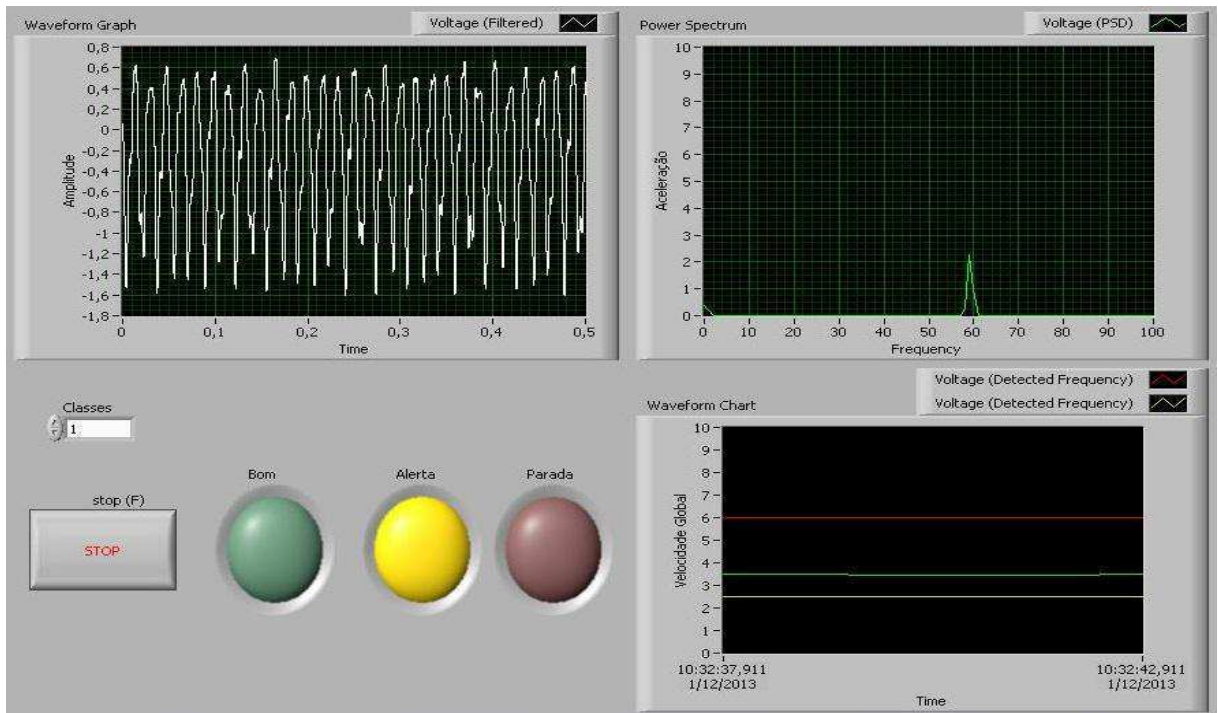 Waveform Graph
Voltage (Filtered)
Amplitude
0,8
0,6
0,4
0,2
0
-0,2
-0,4
-0,6
-0,8
-1
-1,2
-1,4
-1,6
-1,8
0 0,1 0,2 0,3 0,4 0,5
Time
Power Spectrum
Voltage (PSD)
Aceleração
10
9
8
7
6
5
4
3
2
1
0
0 10 20 30 40 50 60 70 80 90 100
Frequency
Classes
1
stop (F)
STOP
Bom
Alerta
Parada
Voltage (Detected Frequency)
Voltage (Detected Frequency)
Waveform Chart
Velocidade Global
10
9
8
7
6
5
4
3
2
1
0
10:32:37,911 10:32:42,911
1/12/2013 1/12/2013
Time